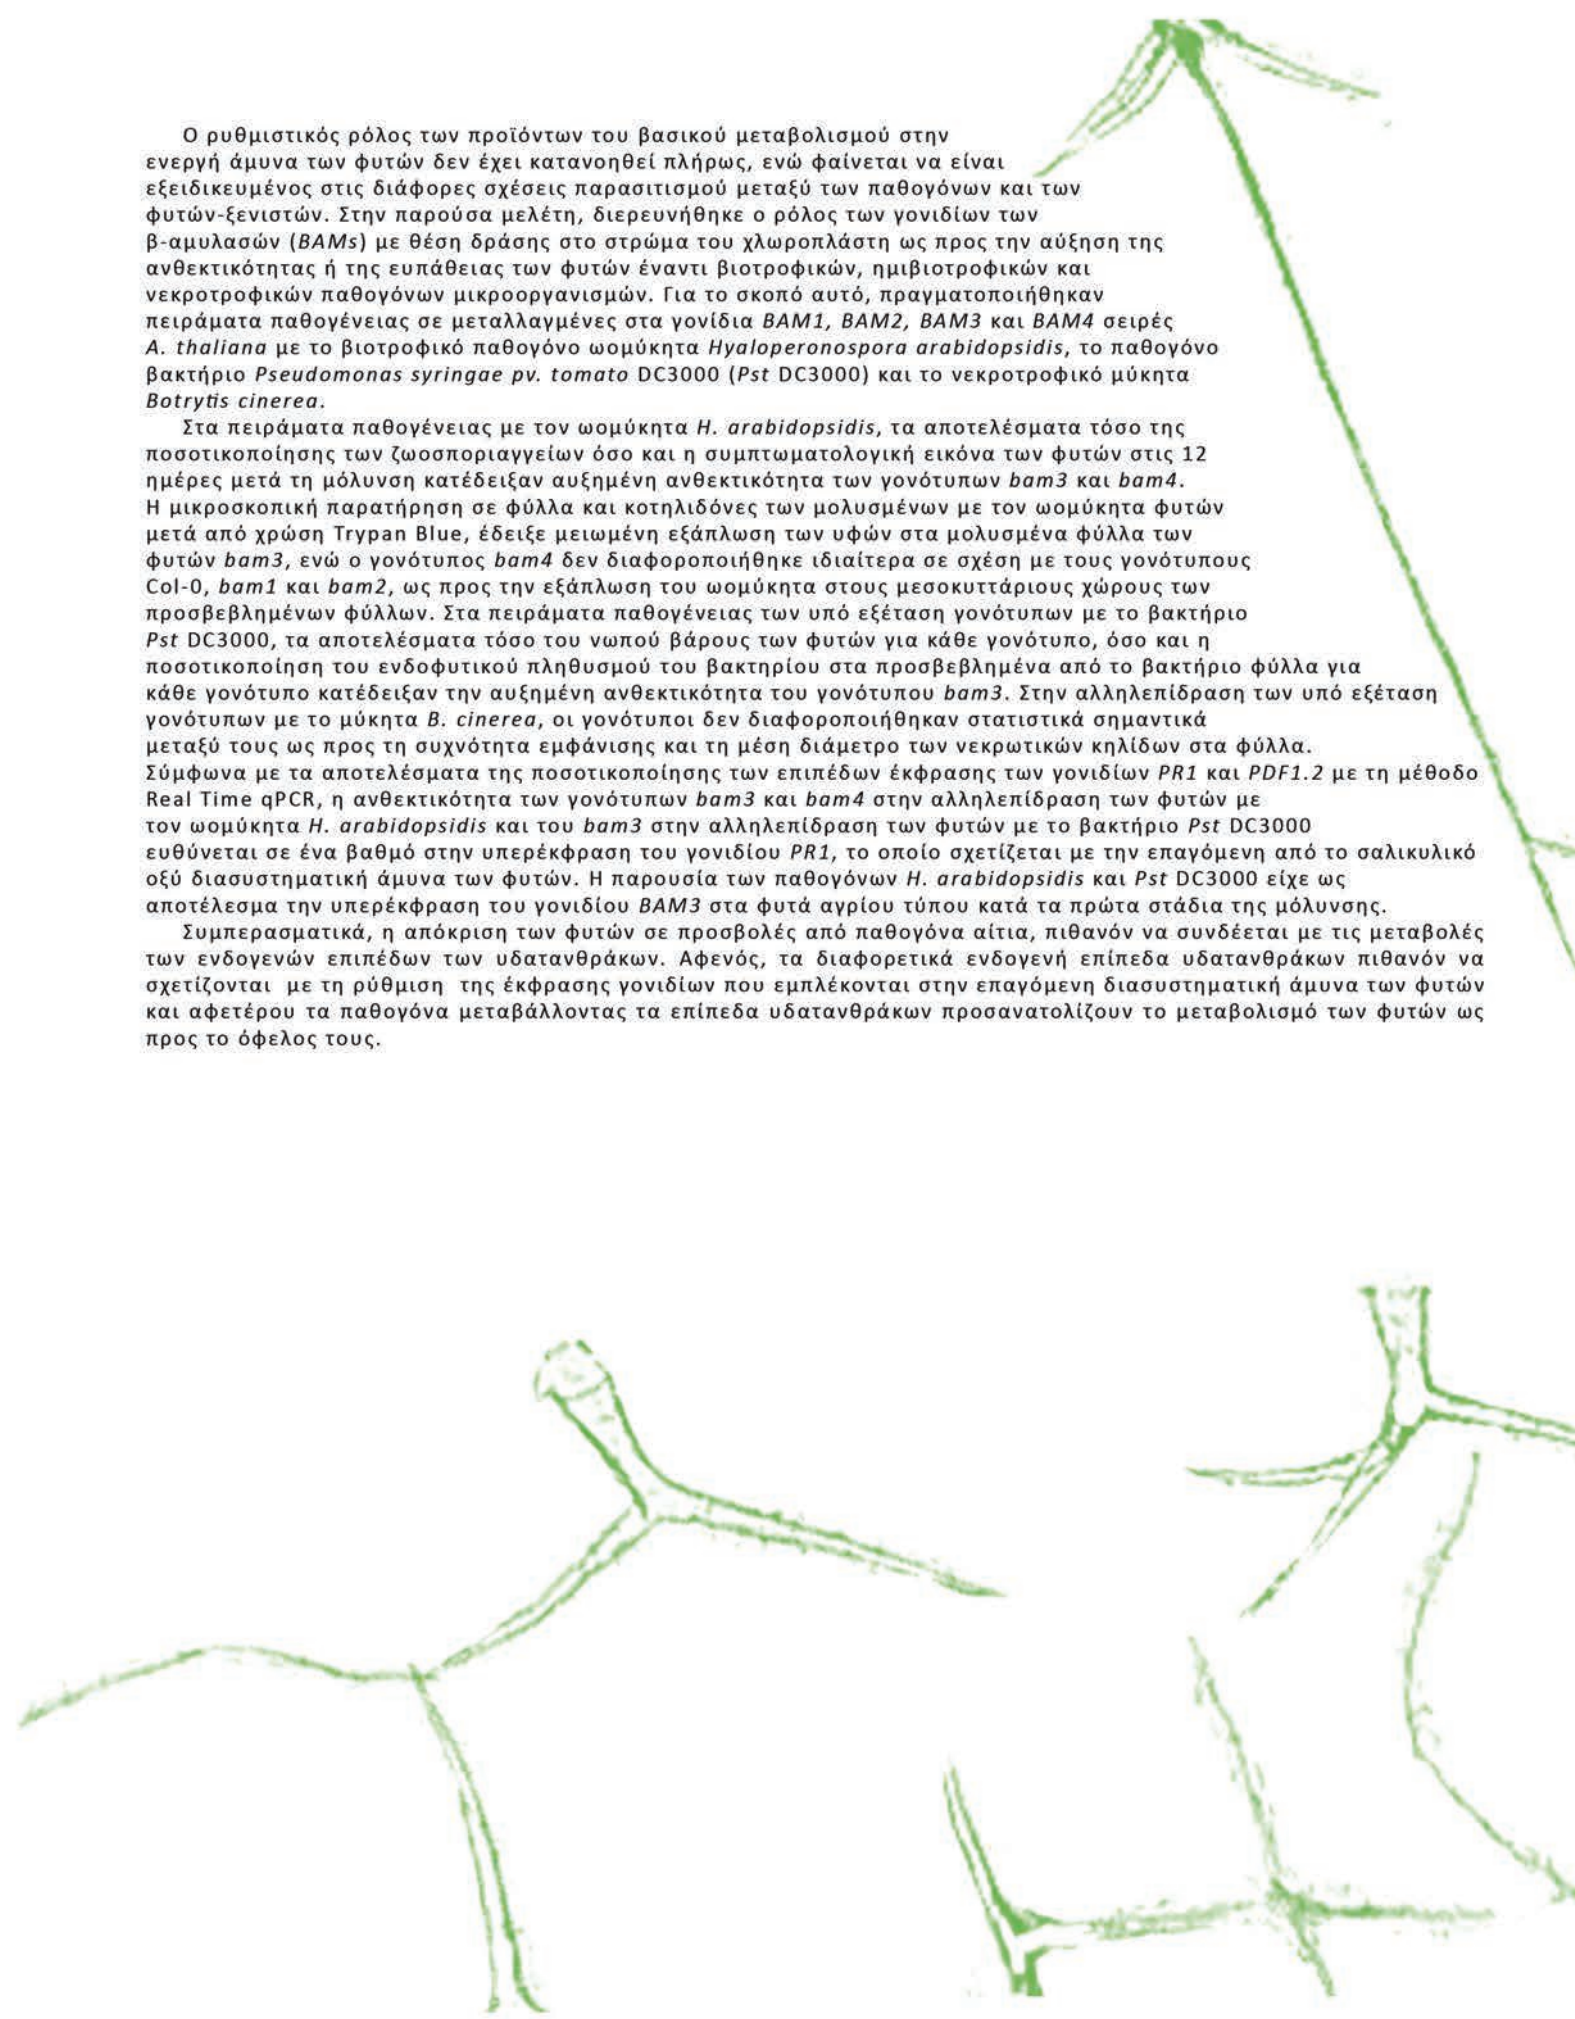 Ο ρυθμιστικός ρόλος των προϊόντων του βασικού μεταβολισμού στην
ενεργή άμυνα των φυτών δεν έχει κατανοηθεί πλήρως, ενώ φαίνεται να είναι
εξειδικευμένος στις διάφορες σχέσεις παρασιτισμού μεταξύ των παθογόνων και των
φυτών-ξενιστών. Στην παρούσα μελέτη, διερευνήθηκε ο ρόλος των γονιδίων των
β-αμυλασών (BAMs) με θέση δράσης στο στρώμα του χλωροπλάστη ως προς την αύξηση της
ανθεκτικότητας ή της ευπάθειας των φυτών έναντι βιοτροφικών, ημιβιοτροφικών και
νεκροτροφικών παθογόνων μικροοργανισμών. Για το σκοπό αυτό, πραγματοποιήθηκαν
πειράματα παθογένειας σε μεταλλαγμένες στα γονίδια BAM1, BAM2, BAM3 και BAM4 σειρές
A. thaliana με το βιοτροφικό παθογόνο ωομύκητα Hyaloperonospora arabidopsidis, το παθογόνο
βακτήριο Pseudomonas syringae pv. tomato DC3000 (Pst DC3000) και το νεκροτροφικό μύκητα
Botrytis cinerea.
Στα πειράματα παθογένειας με τον ωομύκητα H. arabidopsidis, τα αποτελέσματα τόσο της
ποσοτικοποίησης των ζωοσποριαγγείων όσο και η συμπτωματολογική εικόνα των φυτών στις 12
ημέρες μετά τη μόλυνση κατέδειξαν αυξημένη ανθεκτικότητα των γονότυπων bam3 και bam4.
Η μικροσκοπική παρατήρηση σε φύλλα και κοτηλιδόνες των μολυσμένων με τον ωομύκητα φυτών
μετά από χρώση Trypan Blue, έδειξε μειωμένη εξάπλωση των υφών στα μολυσμένα φύλλα των
φυτών bam3, ενώ ο γονότυπος bam4 δεν διαφοροποιήθηκε ιδιαίτερα σε σχέση με τους γονότυπους
Col-0, bam1 και bam2, ως προς την εξάπλωση του ωομύκητα στους μεσοκυττάριους χώρους των
προσβεβλημένων φύλλων. Στα πειράματα παθογένειας των υπό εξέταση γονότυπων με το βακτήριο
Pst DC3000, τα αποτελέσματα τόσο του νωπού βάρους των φυτών για κάθε γονότυπο, όσο και η
ποσοτικοποίηση του ενδοφυτικού πληθυσμού του βακτηρίου στα προσβεβλημένα από το βακτήριο φύλλα για
κάθε γονότυπο κατέδειξαν την αυξημένη ανθεκτικότητα του γονότυπου bam3. Στην αλληλεπίδραση των υπό εξέταση
γονότυπων με το μύκητα B. cinerea, οι γονότυποι δεν διαφοροποιήθηκαν στατιστικά σημαντικά
μεταξύ τους ως προς τη συχνότητα εμφάνισης και τη μέση διάμετρο των νεκρωτικών κηλίδων στα φύλλα.
Σύμφωνα με τα αποτελέσματα της ποσοτικοποίησης των επιπέδων έκφρασης των γονιδίων PR1 και PDF1.2 με τη μέθοδο
Real Time qPCR, η ανθεκτικότητα των γονότυπων bam3 και bam4 στην αλληλεπίδραση των φυτών με
τον ωομύκητα H. arabidopsidis και του bam3 στην αλληλεπίδραση των φυτών με το βακτήριο Pst DC3000
ευθύνεται σε ένα βαθμό στην υπερέκφραση του γονιδίου PR1, το οποίο σχετίζεται με την επαγόμενη από το σαλικυλικό
οξύ διασυστηματική άμυνα των φυτών. Η παρουσία των παθογόνων H. arabidopsidis και Pst DC3000 είχε ως
αποτέλεσμα την υπερέκφραση του γονιδίου BAM3 στα φυτά αγρίου τύπου κατά τα πρώτα στάδια της μόλυνσης.
Συμπερασματικά, η απόκριση των φυτών σε προσβολές από παθογόνα αίτια, πιθανόν να συνδέεται με τις μεταβολές
των ενδογενών επιπέδων των υδατανθράκων. Αφενός, τα διαφορετικά ενδογενή επίπεδα υδατανθράκων πιθανόν να
σχετίζονται με τη ρύθμιση της έκφρασης γονιδίων που εμπλέκονται στην επαγόμενη διασυστηματική άμυνα των φυτών
και αφετέρου τα παθογόνα μεταβάλλοντας τα επίπεδα υδατανθράκων προσανατολίζουν το μεταβολισμό των φυτών ως
προς το όφελος τους.